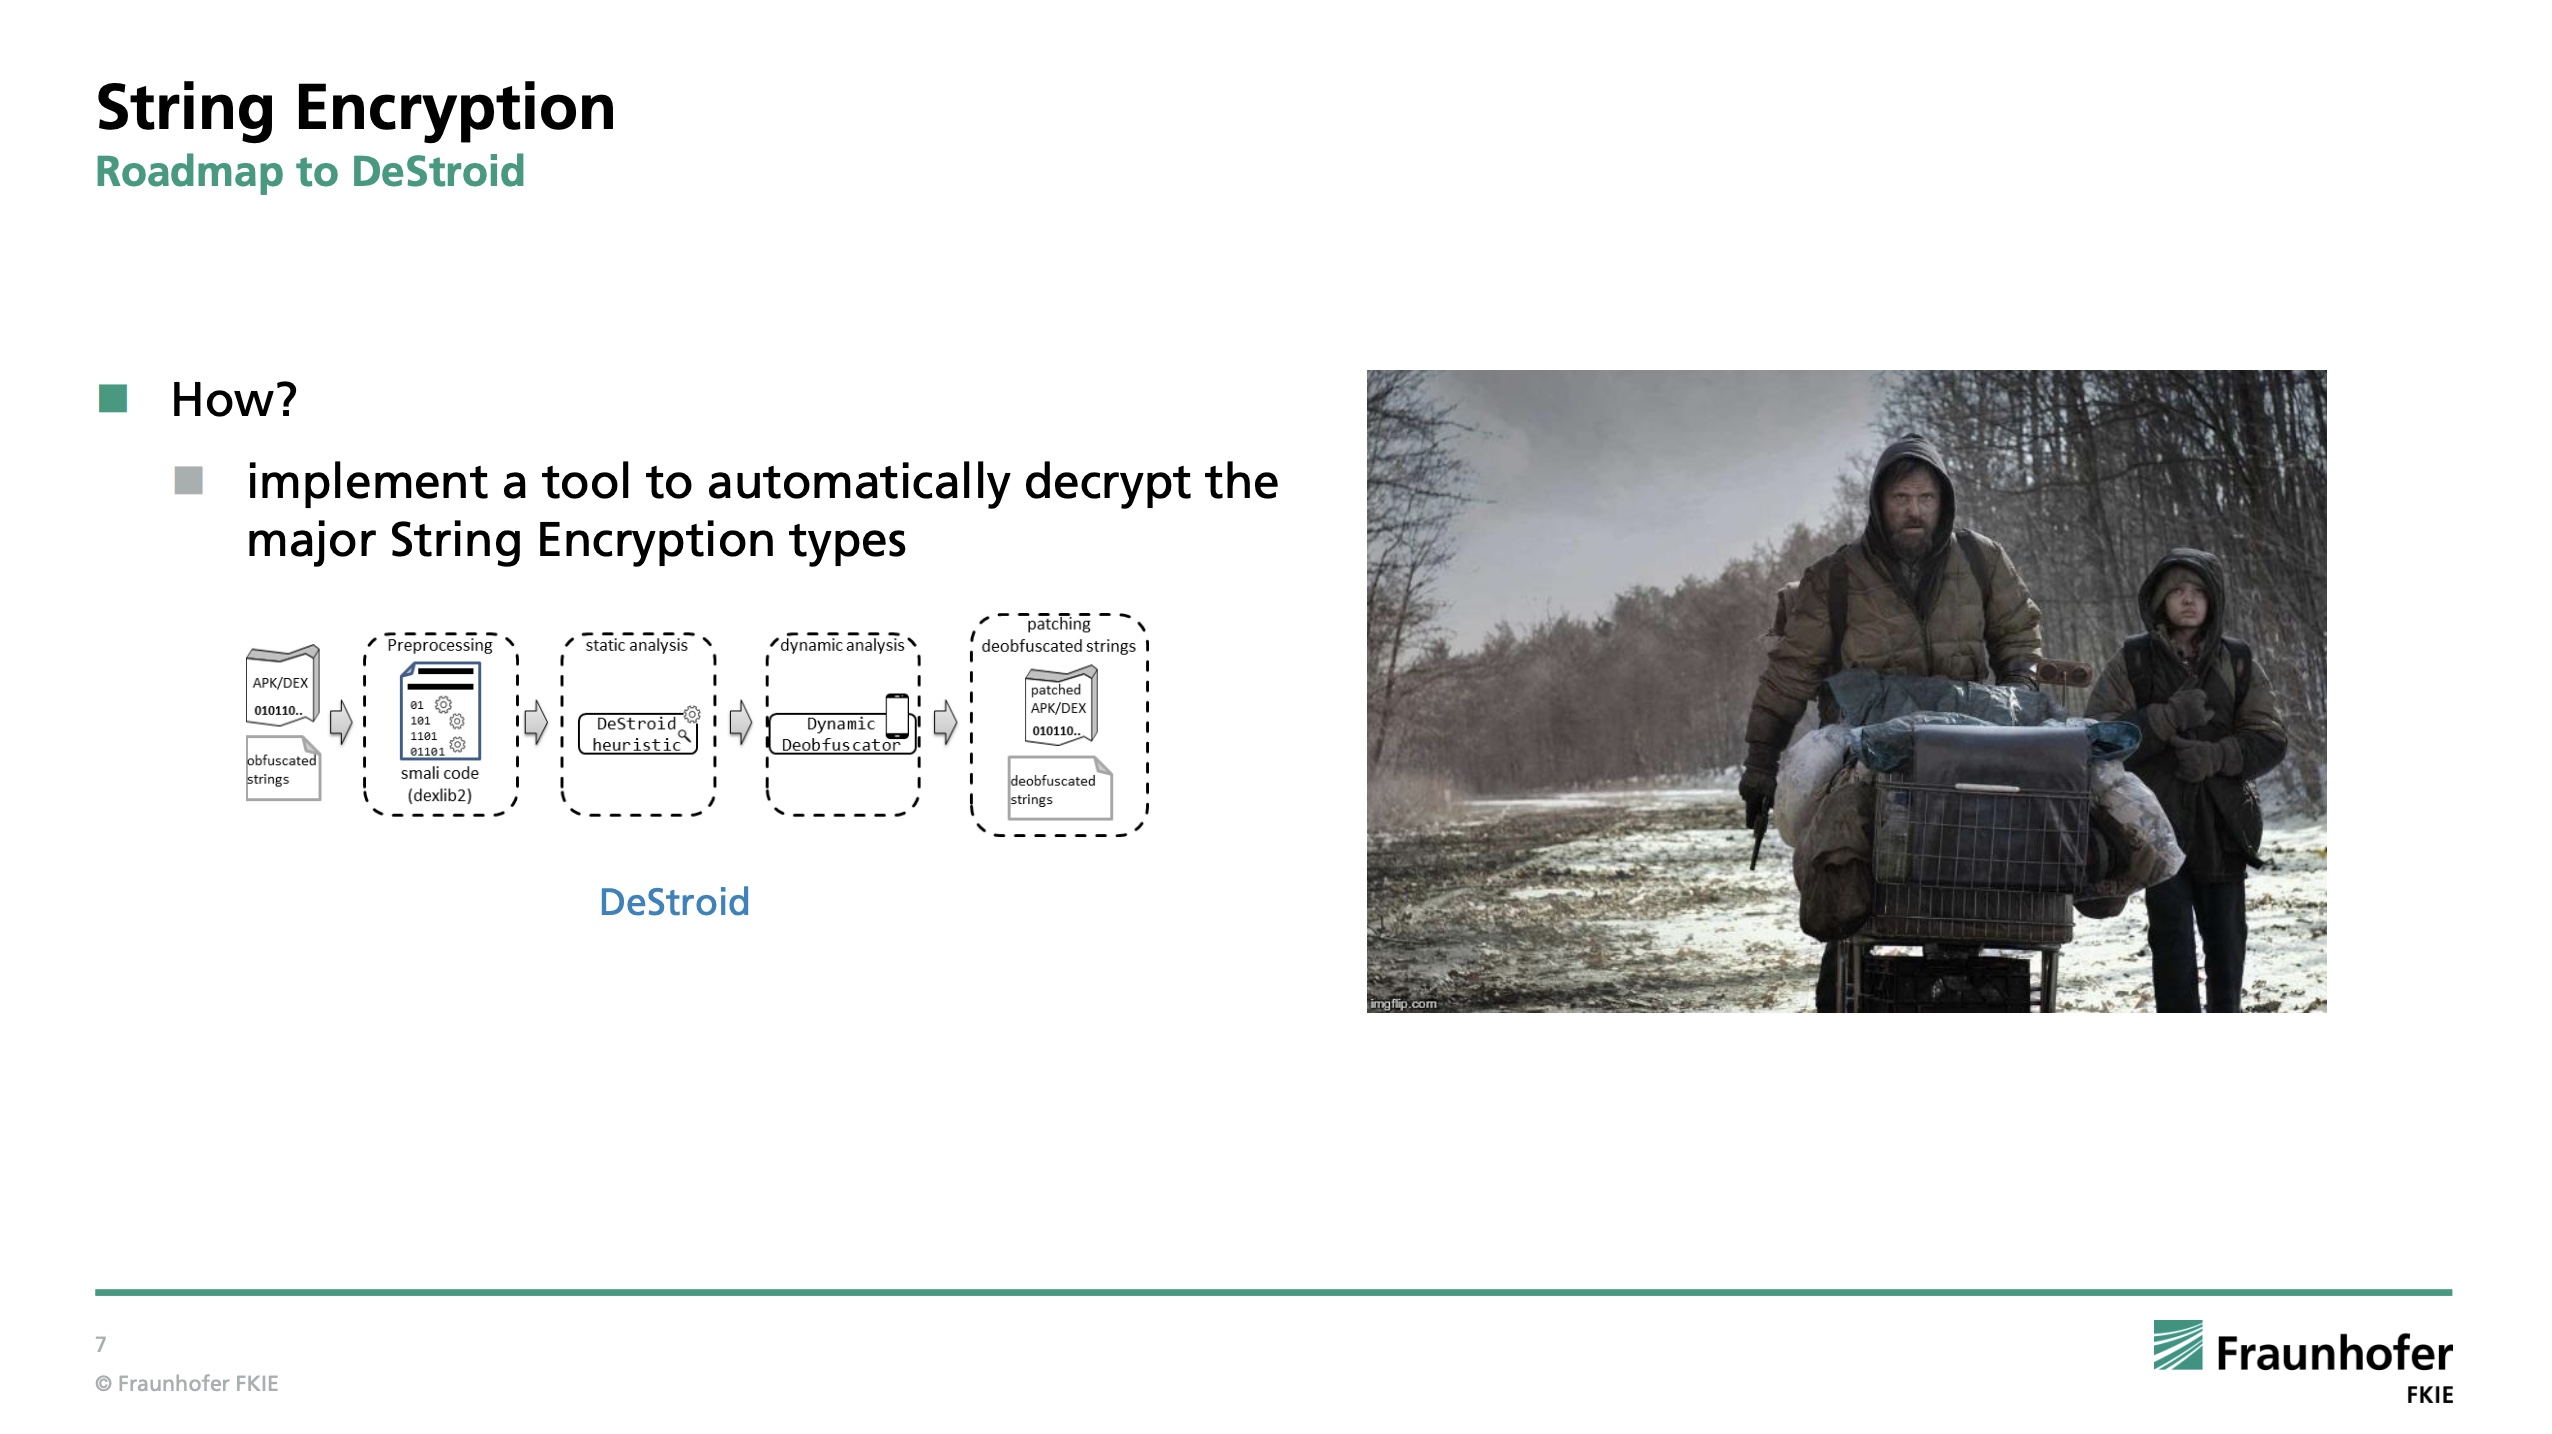 String Encryption
Roadmap to DeStroid
How?
implement a tool to automatically decrypt the
major String Encryption types
APK/DEX
010110..
obfuscated
strings
Preprocessing
01
101
1101
01101
smali code
(dexlib2)
static analysis
DeStroid
heuristic
dynamic analysis
Dynamic
Deobfuscator
patching
deobfuscated strings
patched
APK/DEX
010110..
deobfuscated
strings
DeStroid
imgflip.com
7
© Fraunhofer FKIE
Fraunhofer
FKIE